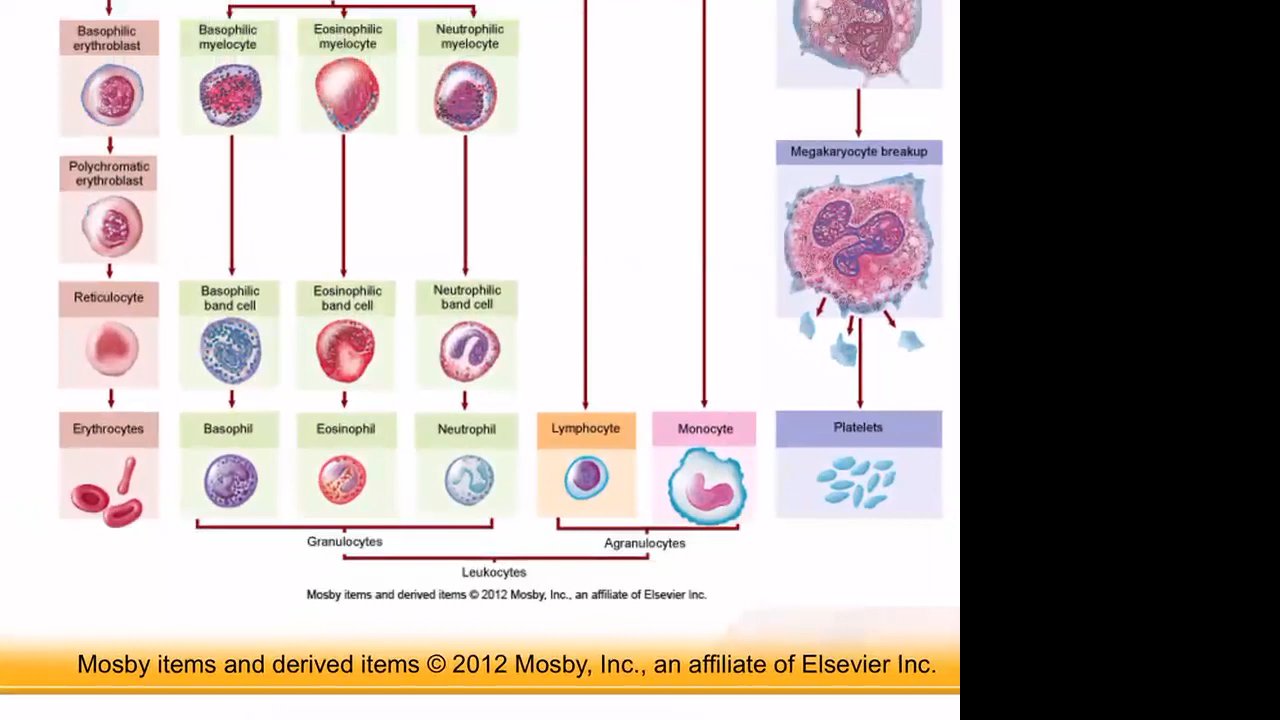 Basophilic
erythroblast
Basophilic
myelocyte
Eosinophilic
myelocyte
Neutrophilic
myelocyte
Megakaryocyte breakup
Polychromatic
erythroblast
Reticulocyte
Basophilic
band cell
Eosinophilic
band cell
Neutrophilic
band cell
Erythrocytes
Basophil
Eosinophil
Neutrophil
Lymphocyte
Monocyte
Platelets
Granulocytes
Agranulocytes
Leukocytes
Mosby items and derived items © 2012 Mosby, Inc., an affiliate of Elsevier Inc.
Mosby items and derived items © 2012 Mosby, Inc., an affiliate of Elsevier Inc.